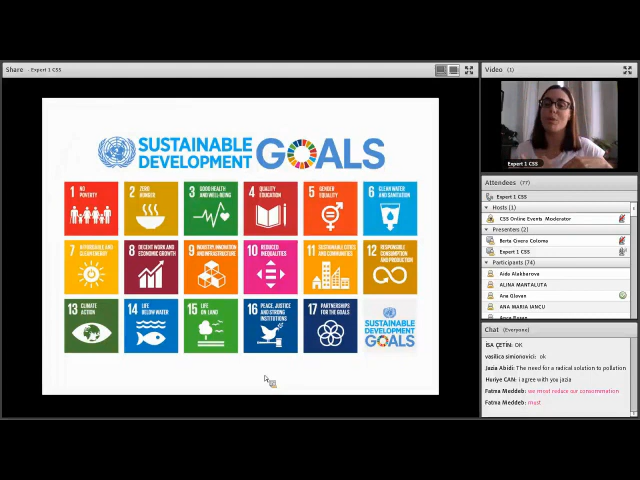 Share - Expert 1 CSS
SUSTAINABLE
DEVELOPMENT
GOALS
1 NO
POVERTY
2 ZERO
HUNGER
3 GOOD HEALTH
AND WELL-BEING
4 QUALITY
EDUCATION
5 GENDER
EQUALITY
6 CLEAN WATER
AND SANITATION
7 AFFORDABLE AND
CLEAN ENERGY
8 DECENT WORK AND
ECONOMIC GROWTH
9 INDUSTRY, INNOVATION
AND INFRASTRUCTURE
10 REDUCED
INEQUALITIES
11 SUSTAINABLE CITIES
AND COMMUNITIES
12 RESPONSIBLE
CONSUMPTION
AND PRODUCTION
13 CLIMATE
ACTION
14 LIFE
BELOW WATER
15 LIFE
ON LAND
16 PEACE, JUSTICE
AND STRONG
INSTITUTIONS
17 PARTNERSHIPS
FOR THE GOALS
SUSTAINABLE
DEVELOPMENT
GOALS
Video (1)
Expert 1 CSS
Attendees (77)
Expert 1 CSS
Hosts (1)
CSS Online Events Moderator
Presenters (2)
Berta Civera Coloma
Expert 1 CSS
Participants (74)
Aida Alakbarova
ALINA MANTALUTA
Ana Glavan
ANA MARIA IANCU
Chat (Everyone)
İSA ÇETİN: OK
vasilica simionovici: ok
Jazia Abidi: The need for a radical solution to pollution
Huriye CAN: i agree with you jazia
Fatma Meddeb: we most reduce our consommation
Fatma Meddeb: must